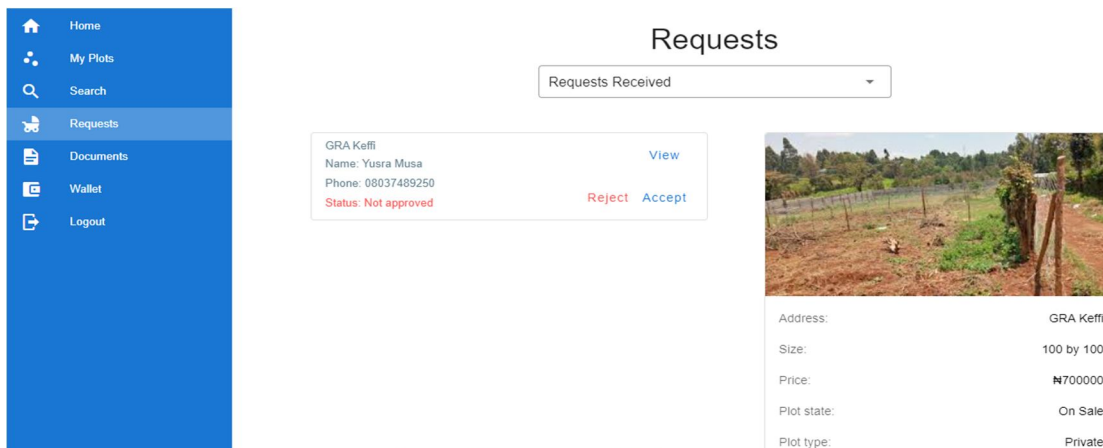 Home
My Plots
Search
Requests
Documents
Wallet
Logout
Requests
Requests Received
GRA Keffi
Name: Yusra Musa
View
Phone: 08037489250
Status: Not approved
Reject Accept
Address: GRA Keffi
Size: 100 by 100
Price: ₦700000
Plot state: On Sale
Plot type: Private